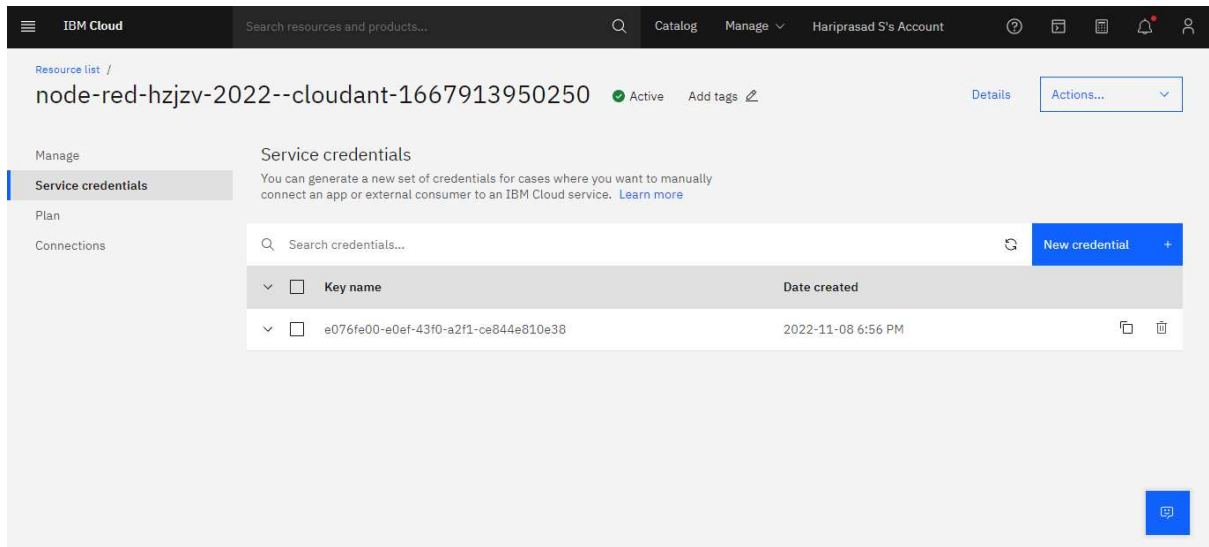 IBM Cloud
Search resources and products...
Catalog
Manage
Hariprasad S's Account
Resource list /
node-red-hzjzv-2022--cloudant-1667913950250
Active
Add tags
Details
Actions...
Manage
Service credentials
Plan
Connections
Service credentials
You can generate a new set of credentials for cases where you want to manually
connect an app or external consumer to an IBM Cloud service. Learn more
Search credentials...
New credential +
Key name
Date created
e076fe00-e0ef-43f0-a2f1-ce844e810e38
2022-11-08 6:56 PM